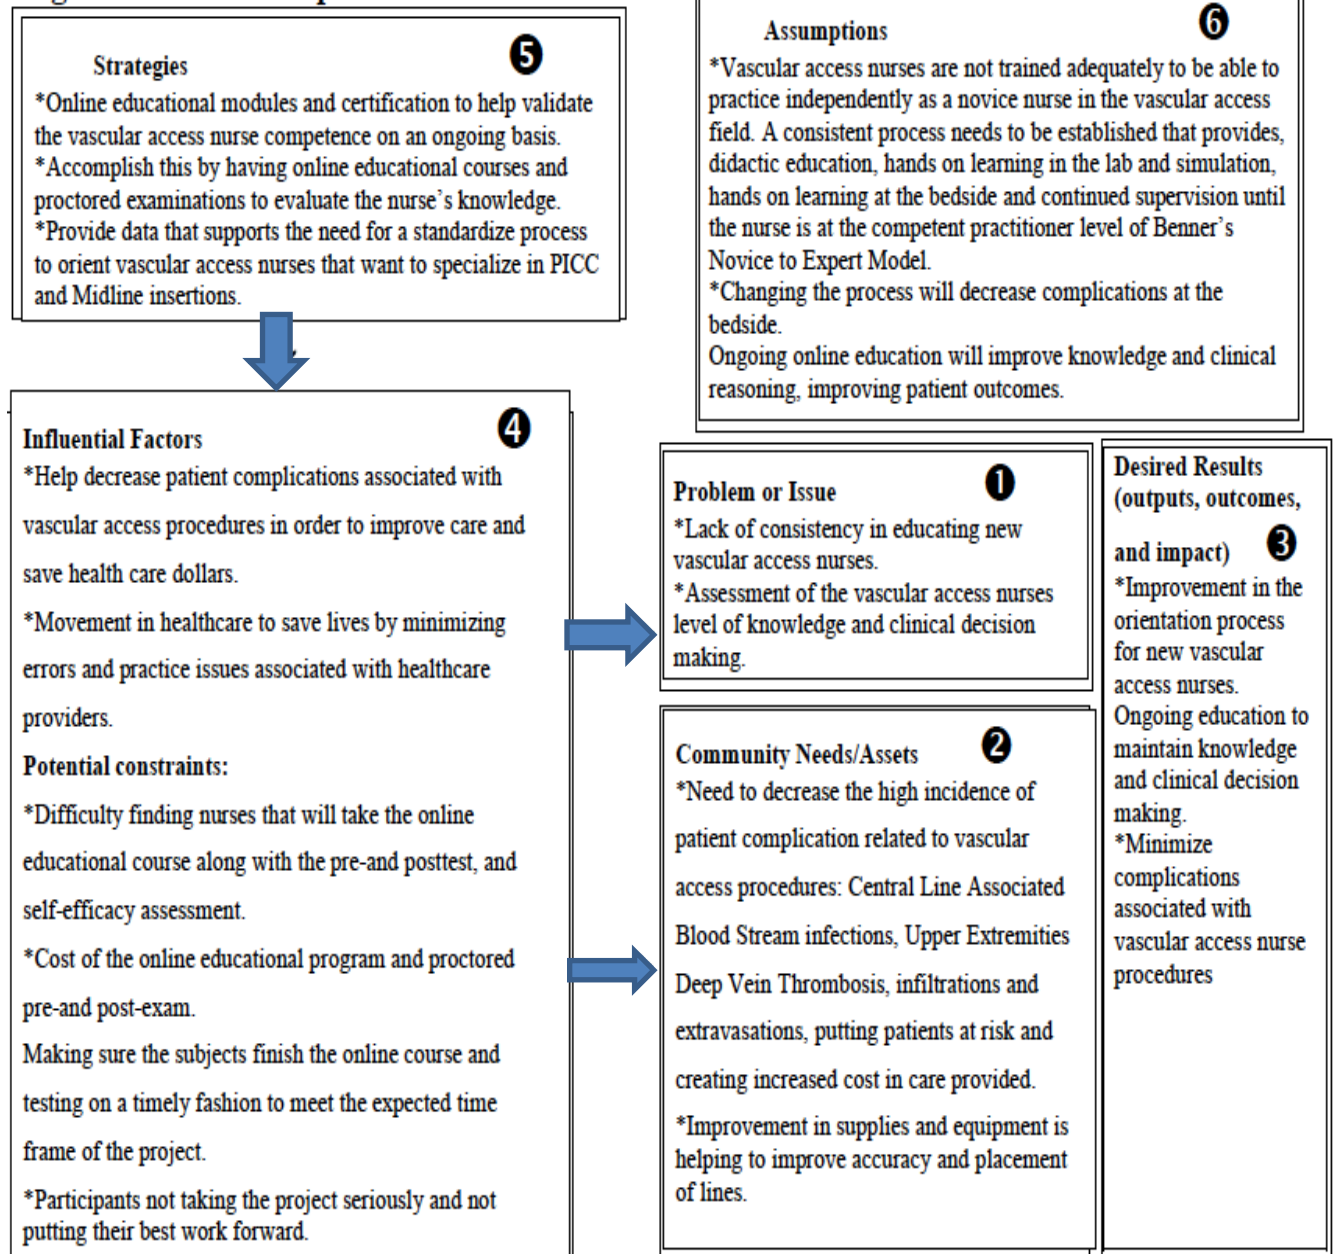 Strategies
❺
*Online educational modules and certification to help validate
the vascular access nurse competence on an ongoing basis.
*Accomplish this by having online educational courses and
proctored examinations to evaluate the nurse's knowledge.
*Provide data that supports the need for a standardize process
to orient vascular access nurses that want to specialize in PICC
and Midline insertions.
Assumptions
❻
*Vascular access nurses are not trained adequately to be able to
practice independently as a novice nurse in the vascular access
field. A consistent process needs to be established that provides,
didactic education, hands on learning in the lab and simulation,
hands on learning at the bedside and continued supervision until
the nurse is at the competent practitioner level of Benner's
Novice to Expert Model.
*Changing the process will decrease complications at the
bedside.
Ongoing online education will improve knowledge and clinical
reasoning, improving patient outcomes.
Influential Factors
❹
*Help decrease patient complications associated with
vascular access procedures in order to improve care and
save health care dollars.
*Movement in healthcare to save lives by minimizing
errors and practice issues associated with healthcare
providers.
Potential constraints:
*Difficulty finding nurses that will take the online
educational course along with the pre-and posttest, and
self-efficacy assessment.
*Cost of the online educational program and proctored
pre-and post-exam.
Making sure the subjects finish the online course and
testing on a timely fashion to meet the expected time
frame of the project.
*Participants not taking the project seriously and not
putting their best work forward.
Problem or Issue
❶
*Lack of consistency in educating new
vascular access nurses.
*Assessment of the vascular access nurses
level of knowledge and clinical decision
making.
Community Needs/Assets
❷
*Need to decrease the high incidence of
patient complication related to vascular
access procedures: Central Line Associated
Blood Stream infections, Upper Extremities
Deep Vein Thrombosis, infiltrations and
extravasations, putting patients at risk and
creating increased cost in care provided.
*Improvement in supplies and equipment is
helping to improve accuracy and placement
of lines.
Desired Results
(outputs, outcomes,
and impact)
❸
*Improvement in the
orientation process
for new vascular
access nurses.
Ongoing education to
maintain knowledge
and clinical decision
making.
*Minimize
complications
associated with
vascular access nurse
procedures